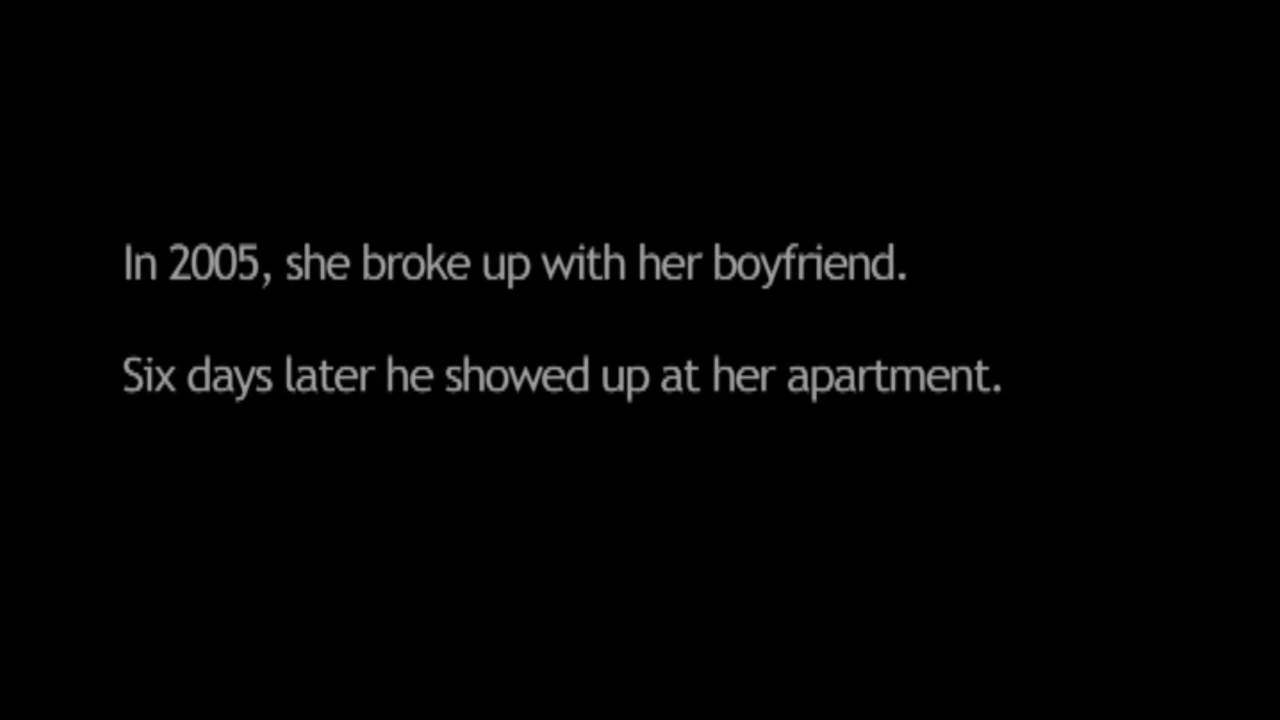 In 2005, she broke up with her boyfriend.
Six days later he showed up at her apartment.